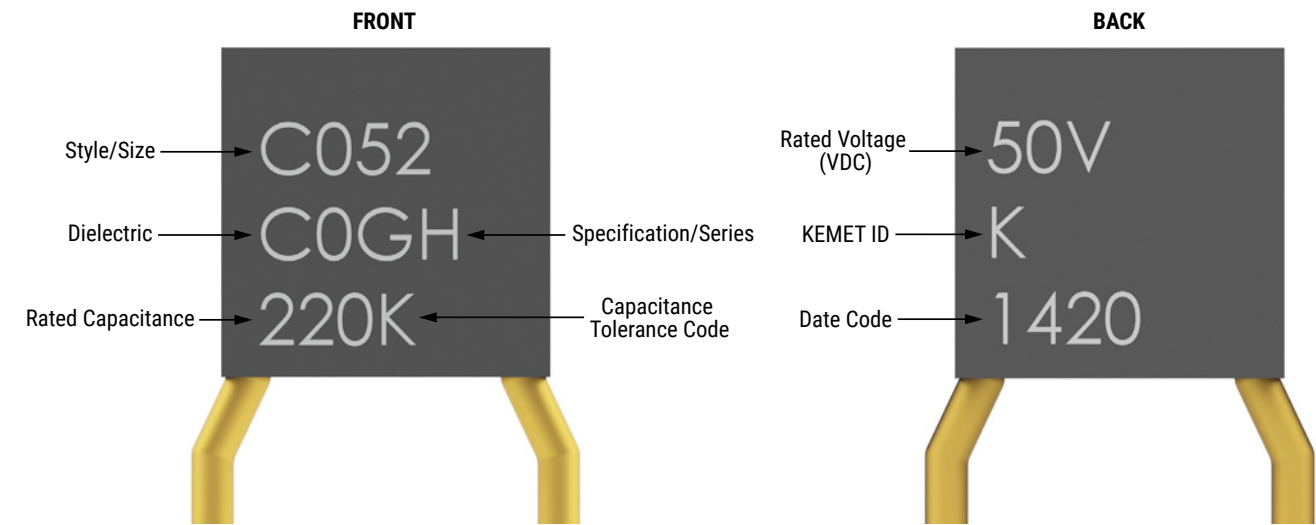 FRONT
Style/Size
C052
Dielectric
C0GH
Specification/Series
Rated Capacitance
220K
Capacitance
Tolerance Code
BACK
Rated Voltage
(VDC)
50V
KEMET ID
K
Date Code
1420